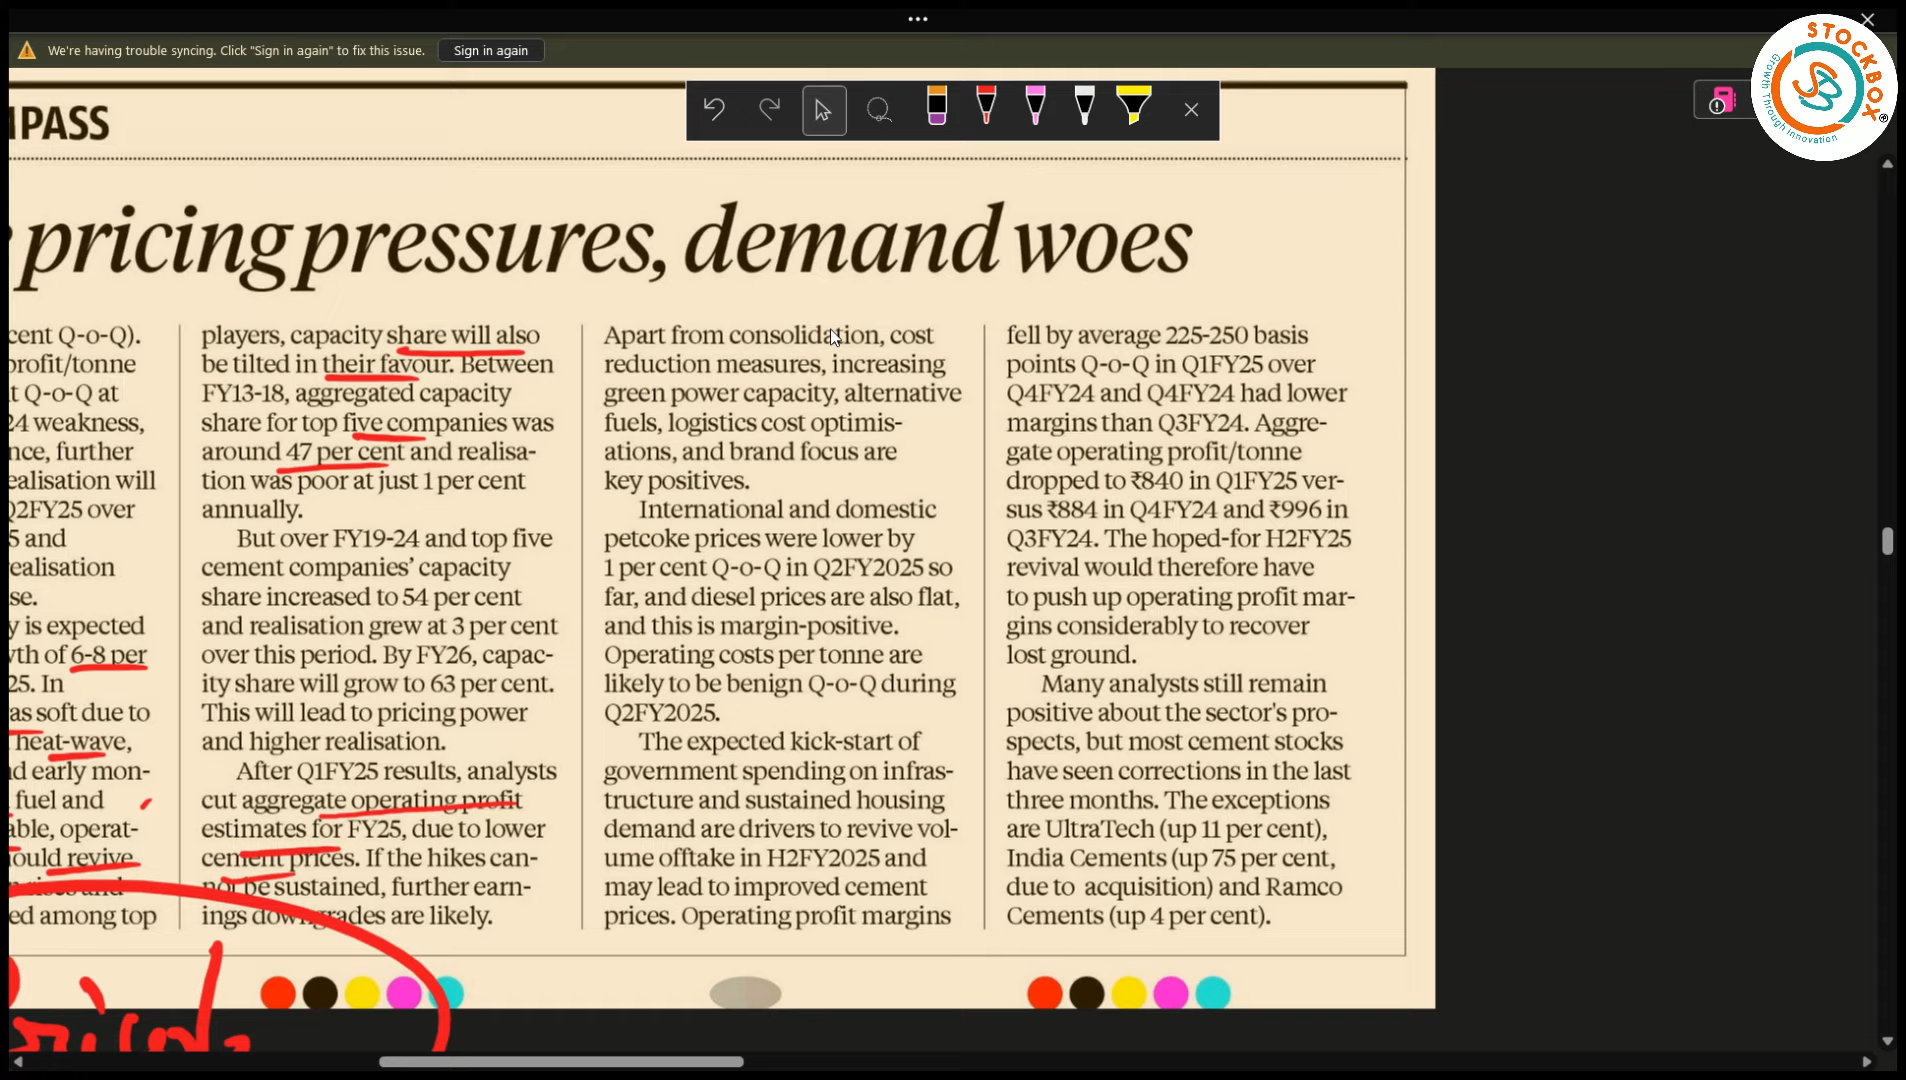 We're having trouble syncing. Click "Sign in again" to fix this issue.
Sign in again
STOCKBOX
Growth Through Innovation
MPASS
pricing pressures, demand woes
cent Q-o-Q).
profit/tonne
t Q-o-Q at
24 weakness,
nce, further
ealisation will
Q2FY25 over
5 and
ealisation
se.
y is expected
wth of 6-8 per
25. In
as soft due to
heat-wave,
nd early mon-
fuel and
able, operat-
ould revive
ed among top
players, capacity share will also
be tilted in their favour. Between
FY13-18, aggregated capacity
share for top five companies was
around 47 per cent and realisa-
tion was poor at just 1 per cent
annually.
But over FY19-24 and top five
cement companies' capacity
share increased to 54 per cent
and realisation grew at 3 per cent
over this period. By FY26, capac-
ity share will grow to 63 per cent.
This will lead to pricing power
and higher realisation.
After Q1FY25 results, analysts
cut aggregate operating profit
estimates for FY25, due to lower
cement prices. If the hikes can-
not be sustained, further earn-
ings downgrades are likely.
Apart from consolidation, cost
reduction measures, increasing
green power capacity, alternative
fuels, logistics cost optimis-
ations, and brand focus are
key positives.
International and domestic
petcoke prices were lower by
1 per cent Q-o-Q in Q2FY2025 so
far, and diesel prices are also flat,
and this is margin-positive.
Operating costs per tonne are
likely to be benign Q-o-Q during
Q2FY2025.
The expected kick-start of
government spending on infras-
tructure and sustained housing
demand are drivers to revive vol-
ume offtake in H2FY2025 and
may lead to improved cement
prices. Operating profit margins
fell by average 225-250 basis
points Q-o-Q in Q1FY25 over
Q4FY24 and Q4FY24 had lower
margins than Q3FY24. Aggre-
gate operating profit/tonne
dropped to ₹840 in Q1FY25 ver-
sus ₹884 in Q4FY24 and ₹996 in
Q3FY24. The hoped-for H2FY25
revival would therefore have
to push up operating profit mar-
gins considerably to recover
lost ground.
Many analysts still remain
positive about the sector's pro-
spects, but most cement stocks
have seen corrections in the last
three months. The exceptions
are UltraTech (up 11 per cent),
India Cements (up 75 per cent,
due to acquisition) and Ramco
Cements (up 4 per cent).